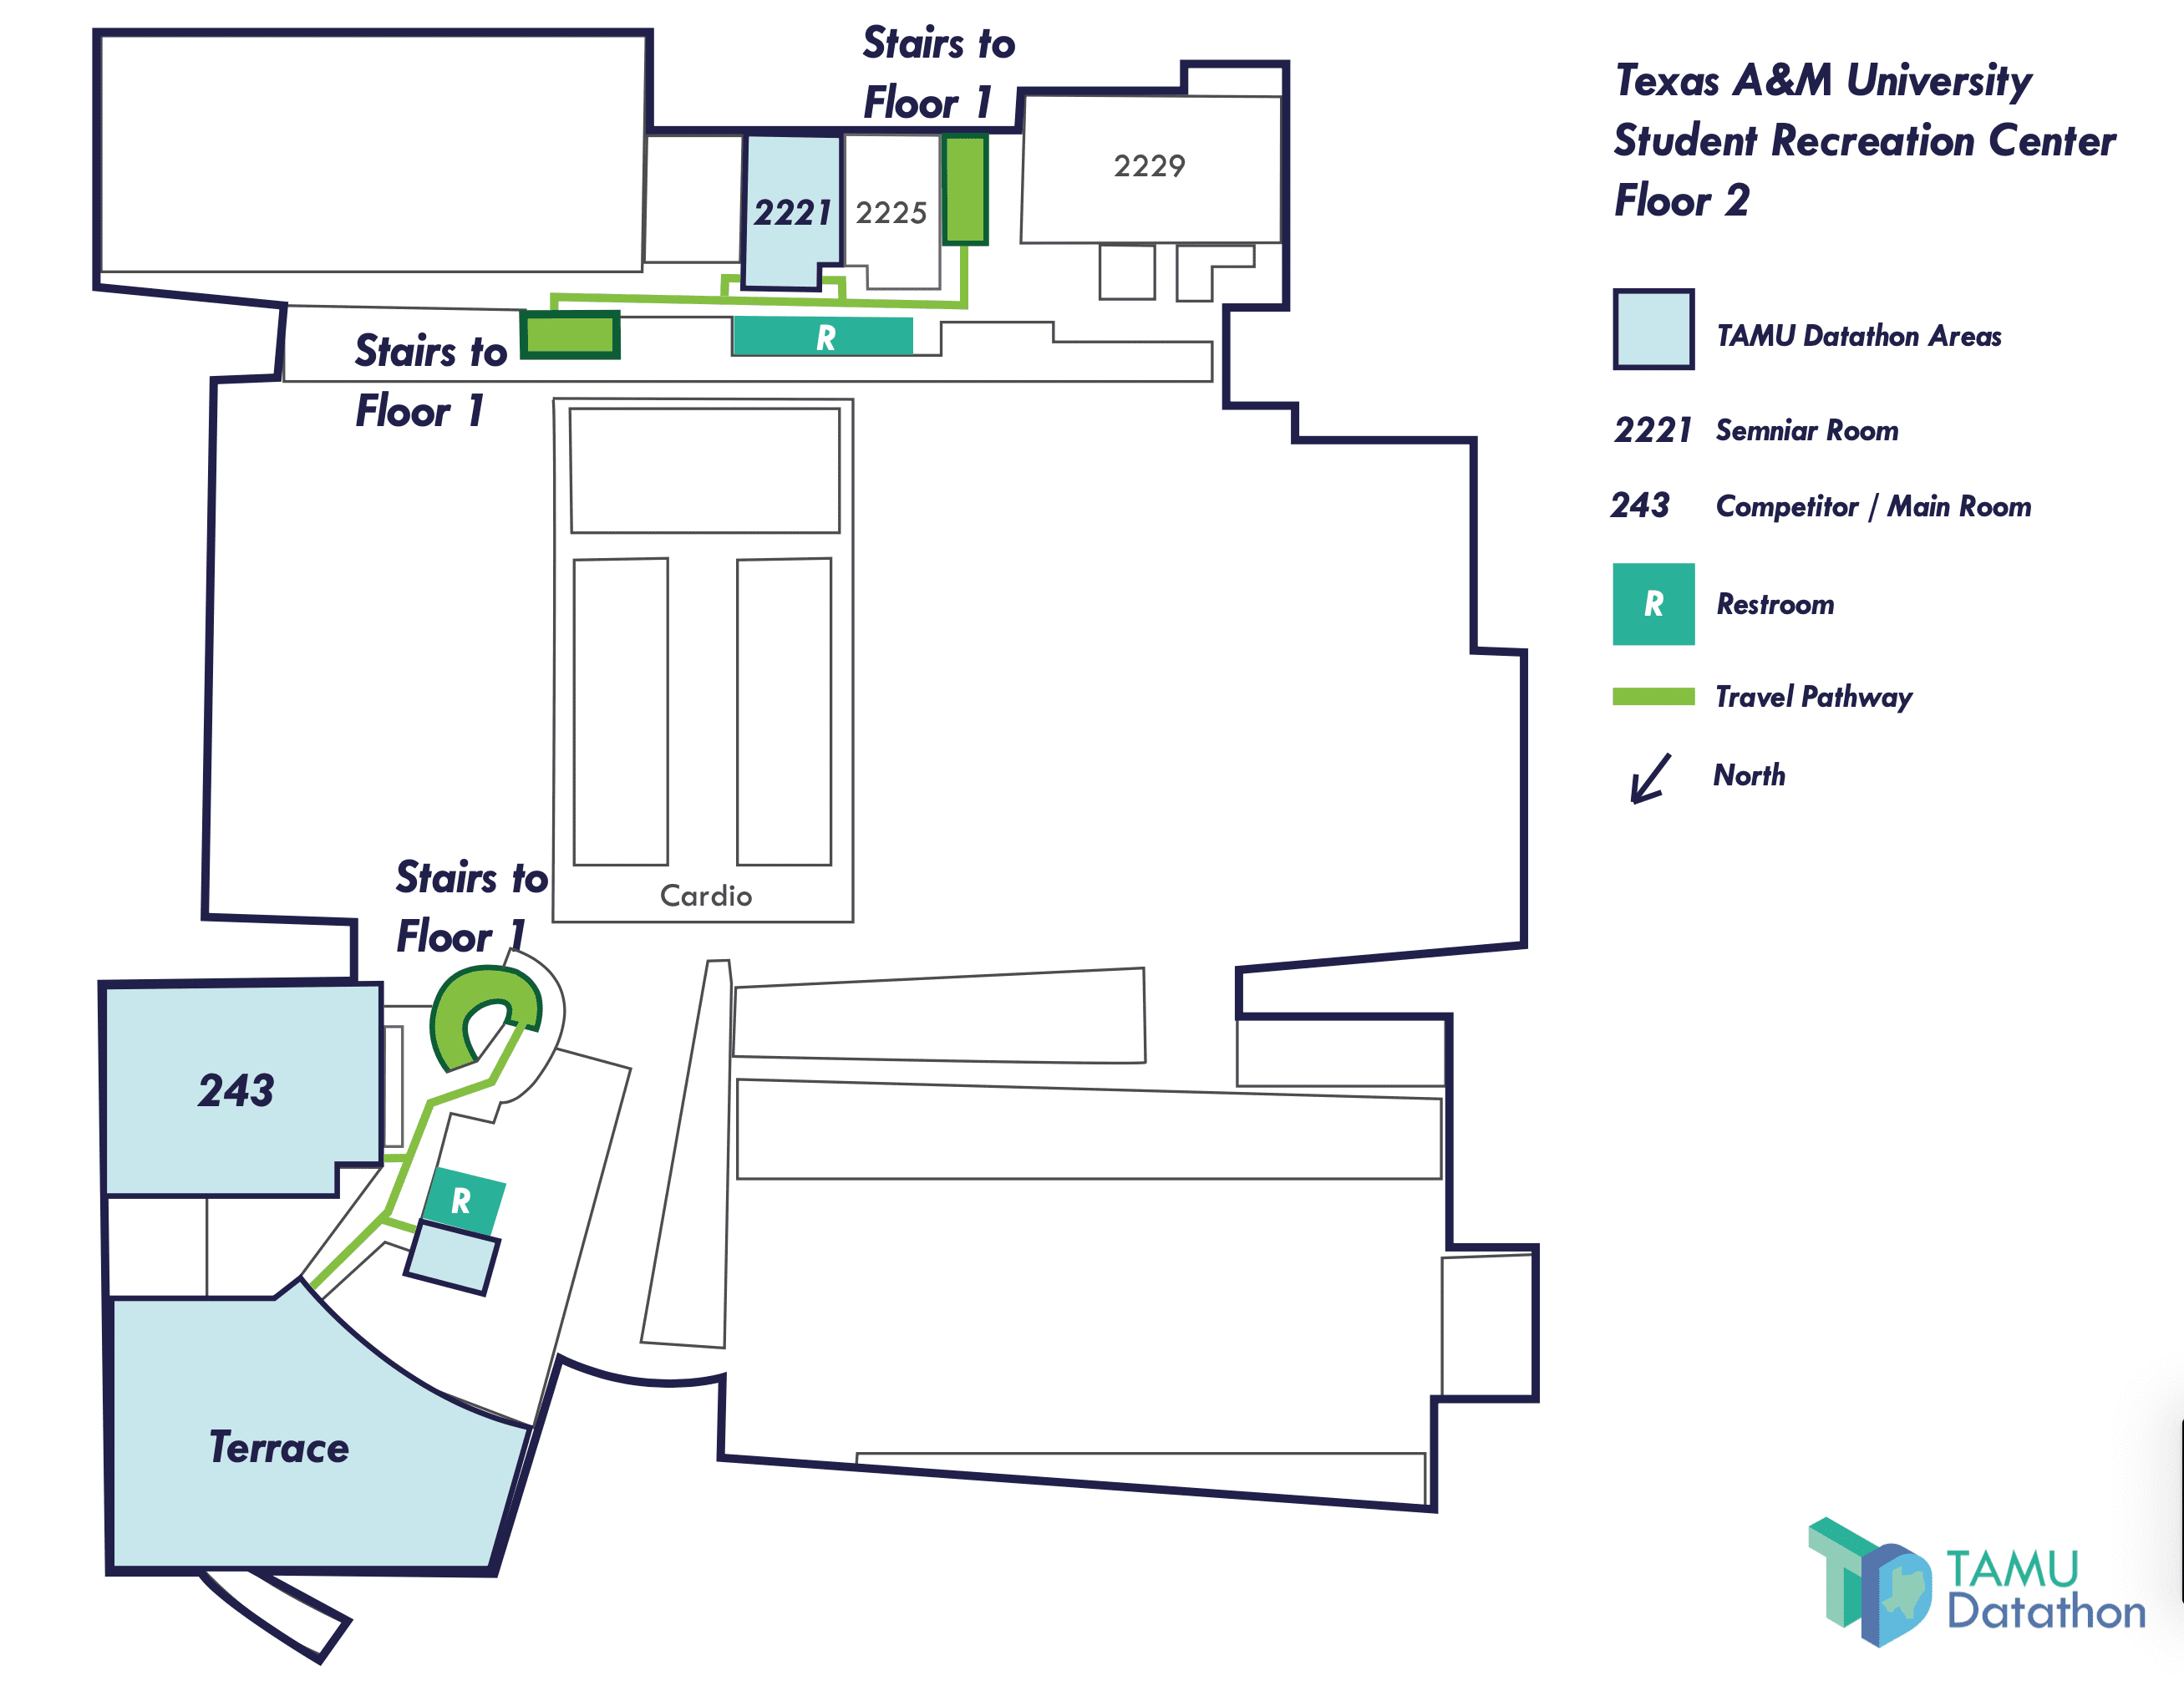 Stairs to
Floor 1
Texas A&M University
Student Recreation Center
Floor 2
2229
2221
2225
R
Stairs to
Floor 1
TAMU Datathon Areas
2221 Semniar Room
243 Competitor / Main Room
R Restroom
Travel Pathway
North
Cardio
Stairs to
Floor 1
243
R
Terrace
TAMU
Datathon